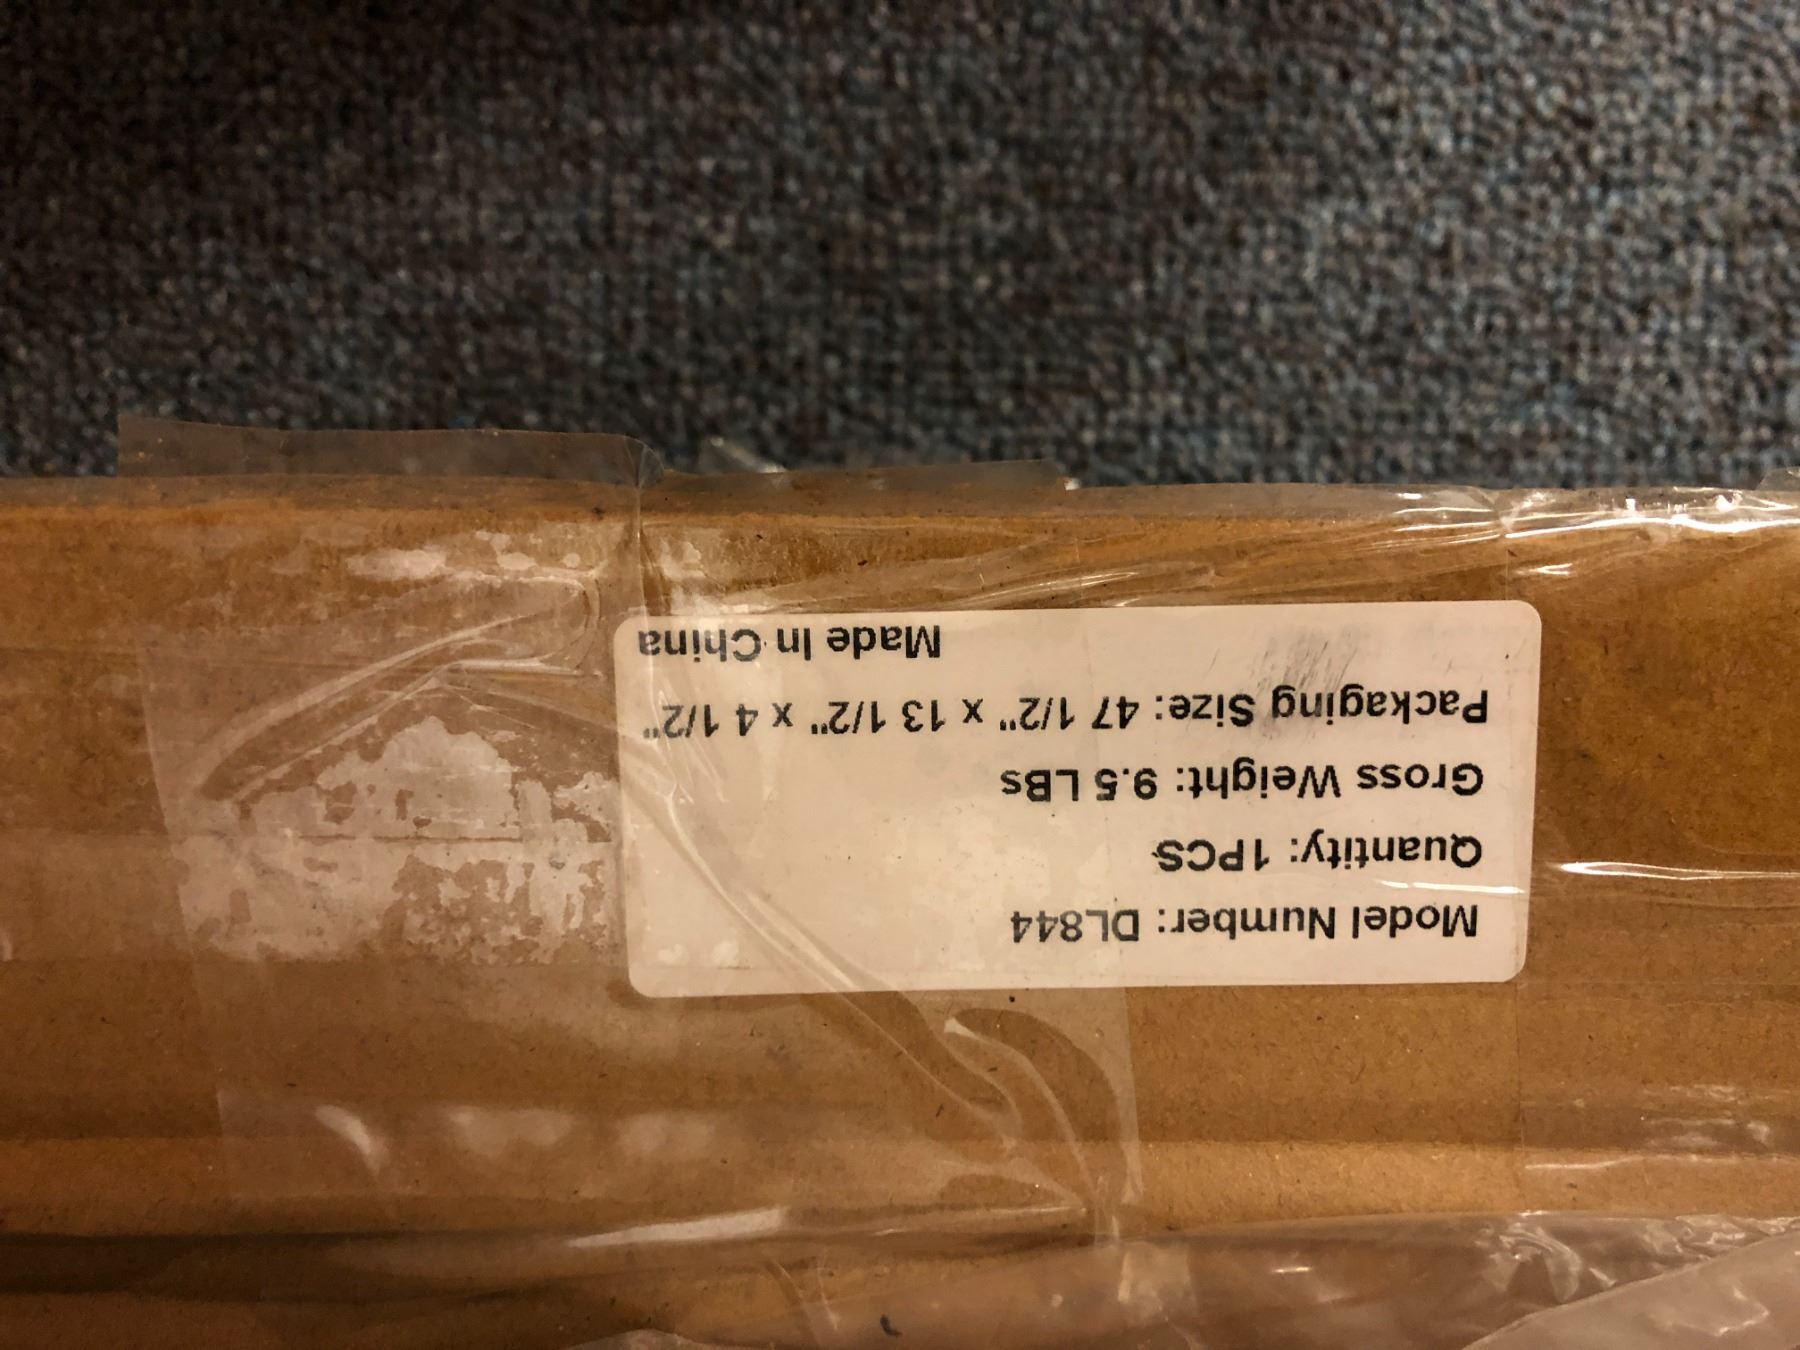 Model Number: DL844
Quantity: 1PCS
Gross Weight: 9.5 LBs
Packaging Size: 47 1/2" x 13 1/2" x 4 1/2"
Made In China